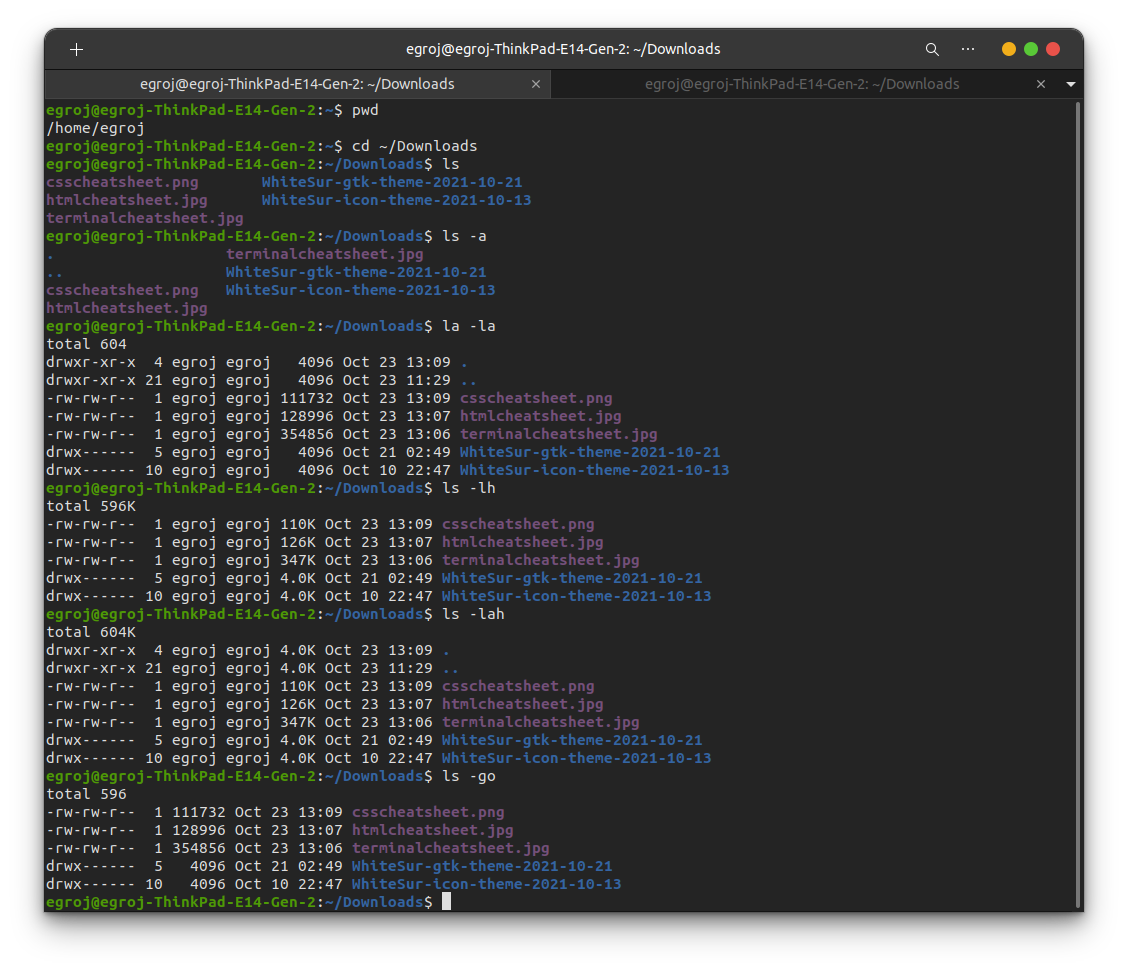 egroj@egroj-ThinkPad-E14-Gen-2: ~/Downloads
egroj@egroj-ThinkPad-E14-Gen-2: ~/Downloads
egroj@egroj-ThinkPad-E14-Gen-2: ~/Downloads
egroj@egroj-ThinkPad-E14-Gen-2:~$ pwd
/home/egroj
egroj@egroj-ThinkPad-E14-Gen-2:~$ cd ~/Downloads
egroj@egroj-ThinkPad-E14-Gen-2:~/Downloads$ ls
csscheatsheet.png       WhiteSur-gtk-theme-2021-10-21
htmlcheatsheet.jpg      WhiteSur-icon-theme-2021-10-13
terminalcheatsheet.jpg
egroj@egroj-ThinkPad-E14-Gen-2:~/Downloads$ ls -a
.                   terminalcheatsheet.jpg
..                  WhiteSur-gtk-theme-2021-10-21
csscheatsheet.png   WhiteSur-icon-theme-2021-10-13
htmlcheatsheet.jpg
egroj@egroj-ThinkPad-E14-Gen-2:~/Downloads$ la -la
total 604
drwxr-xr-x  4 egroj egroj   4096 Oct 23 13:09 .
drwxr-xr-x 21 egroj egroj   4096 Oct 23 11:29 ..
-rw-rw-r--  1 egroj egroj 111732 Oct 23 13:09 csscheatsheet.png
-rw-rw-r--  1 egroj egroj 128996 Oct 23 13:07 htmlcheatsheet.jpg
-rw-rw-r--  1 egroj egroj 354856 Oct 23 13:06 terminalcheatsheet.jpg
drwx------  5 egroj egroj   4096 Oct 21 02:49 WhiteSur-gtk-theme-2021-10-21
drwx------ 10 egroj egroj   4096 Oct 10 22:47 WhiteSur-icon-theme-2021-10-13
egroj@egroj-ThinkPad-E14-Gen-2:~/Downloads$ ls -lh
total 596K
-rw-rw-r--  1 egroj egroj 110K Oct 23 13:09 csscheatsheet.png
-rw-rw-r--  1 egroj egroj 126K Oct 23 13:07 htmlcheatsheet.jpg
-rw-rw-r--  1 egroj egroj 347K Oct 23 13:06 terminalcheatsheet.jpg
drwx------  5 egroj egroj 4.0K Oct 21 02:49 WhiteSur-gtk-theme-2021-10-21
drwx------ 10 egroj egroj 4.0K Oct 10 22:47 WhiteSur-icon-theme-2021-10-13
egroj@egroj-ThinkPad-E14-Gen-2:~/Downloads$ ls -lah
total 604K
drwxr-xr-x  4 egroj egroj 4.0K Oct 23 13:09 .
drwxr-xr-x 21 egroj egroj 4.0K Oct 23 11:29 ..
-rw-rw-r--  1 egroj egroj 110K Oct 23 13:09 csscheatsheet.png
-rw-rw-r--  1 egroj egroj 126K Oct 23 13:07 htmlcheatsheet.jpg
-rw-rw-r--  1 egroj egroj 347K Oct 23 13:06 terminalcheatsheet.jpg
drwx------  5 egroj egroj 4.0K Oct 21 02:49 WhiteSur-gtk-theme-2021-10-21
drwx------ 10 egroj egroj 4.0K Oct 10 22:47 WhiteSur-icon-theme-2021-10-13
egroj@egroj-ThinkPad-E14-Gen-2:~/Downloads$ ls -go
total 596
-rw-rw-r--  1 111732 Oct 23 13:09 csscheatsheet.png
-rw-rw-r--  1 128996 Oct 23 13:07 htmlcheatsheet.jpg
-rw-rw-r--  1 354856 Oct 23 13:06 terminalcheatsheet.jpg
drwx------  5   4096 Oct 21 02:49 WhiteSur-gtk-theme-2021-10-21
drwx------ 10   4096 Oct 10 22:47 WhiteSur-icon-theme-2021-10-13
egroj@egroj-ThinkPad-E14-Gen-2:~/Downloads$